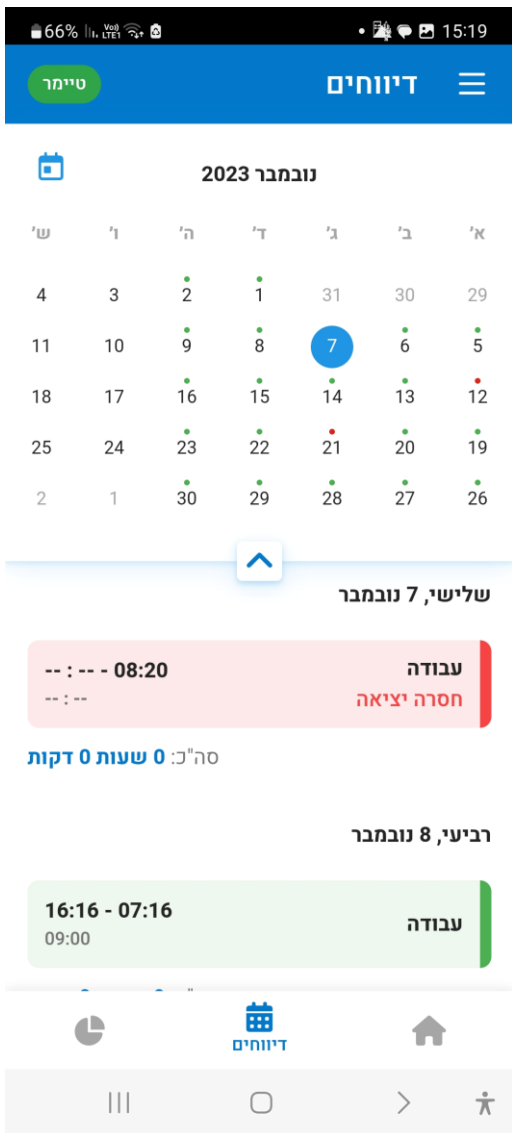 15:19 66%
דיווחים טיימר
נובמבר 2023
א' ב' ג' ד' ה' ו' ש'
29 30 31 1 2 3 4
5 6 7 8 9 10 11
12 13 14 15 16 17 18
19 20 21 22 23 24 25
26 27 28 29 30 1 2
שלישי, 7 נובמבר
עבודה 08:20 - -- : --
חסרה יציאה -- : --
סה"כ: 0 שעות 0 דקות
רביעי, 8 נובמבר
עבודה 07:16 - 16:16
09:00
דיווחים